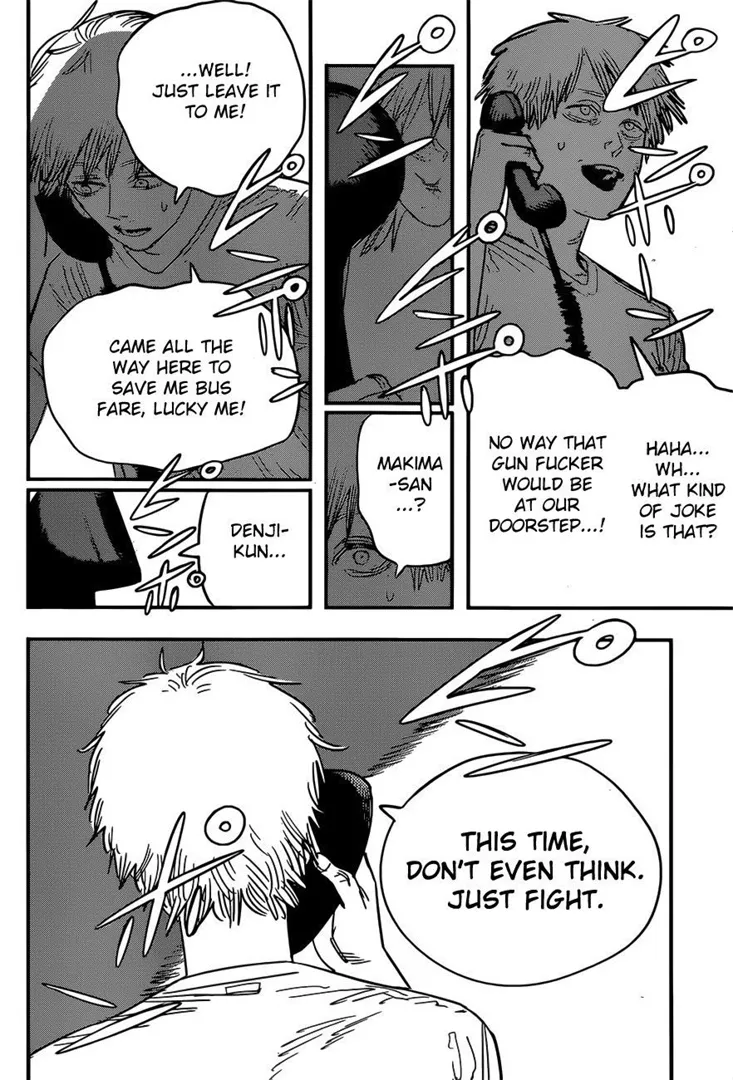 HAHA...
WH...
WHAT KIND
OF JOKE
IS THAT?
NO WAY THAT
GUN FUCKER
WOULD BE
AT OUR
DOORSTEP...!
...WELL!
JUST LEAVE IT
TO ME!
CAME ALL THE
WAY HERE TO
SAVE ME BUS
FARE, LUCKY ME!
MAKIMA
-SAN
...?
DENJI-
KUN...
THIS TIME,
DON'T EVEN THINK.
JUST FIGHT.